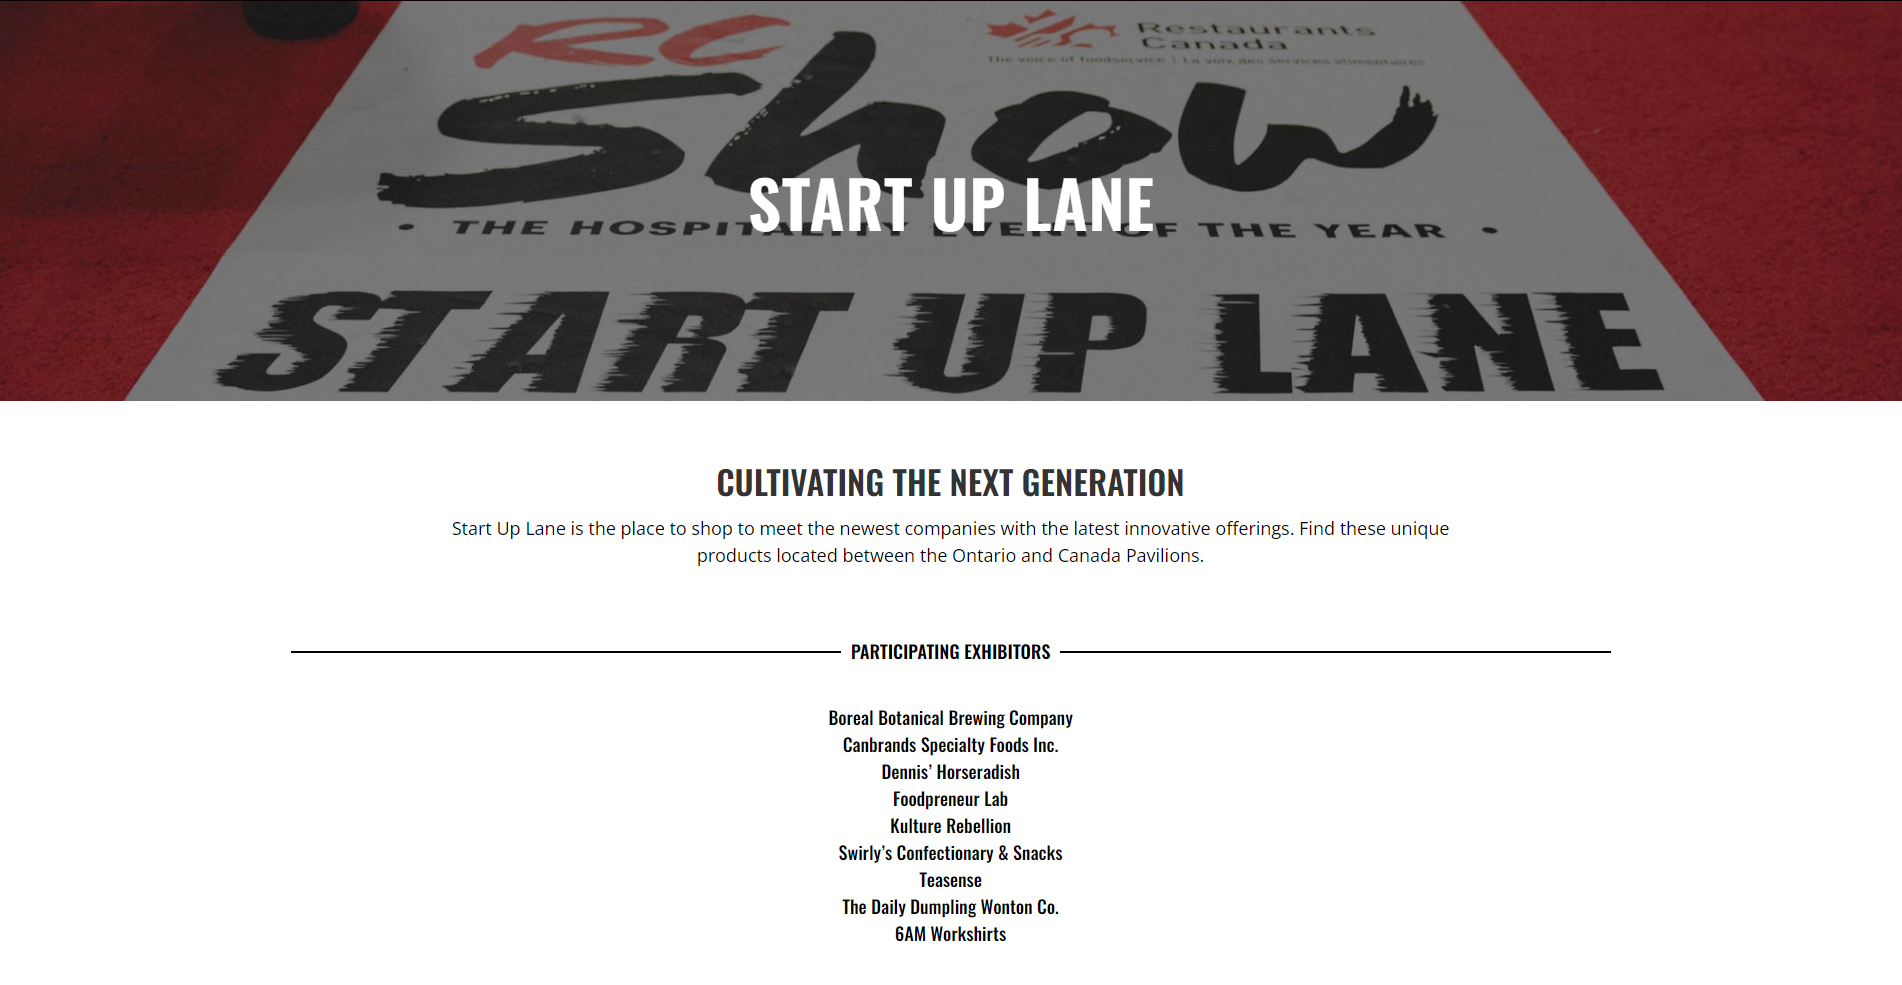 RC
Show
Restaurants
Canada
The voice of foodservice | La voix des services alimentaires
START UP LANE
• THE HOSPITALITY EVENT OF THE YEAR •
START UP LANE
CULTIVATING THE NEXT GENERATION
Start Up Lane is the place to shop to meet the newest companies with the latest innovative offerings. Find these unique
products located between the Ontario and Canada Pavilions.
PARTICIPATING EXHIBITORS
Boreal Botanical Brewing Company
Canbrands Specialty Foods Inc.
Dennis’ Horseradish
Foodpreneur Lab
Kulture Rebellion
Swirly’s Confectionary & Snacks
Teasense
The Daily Dumpling Wonton Co.
6AM Workshirts